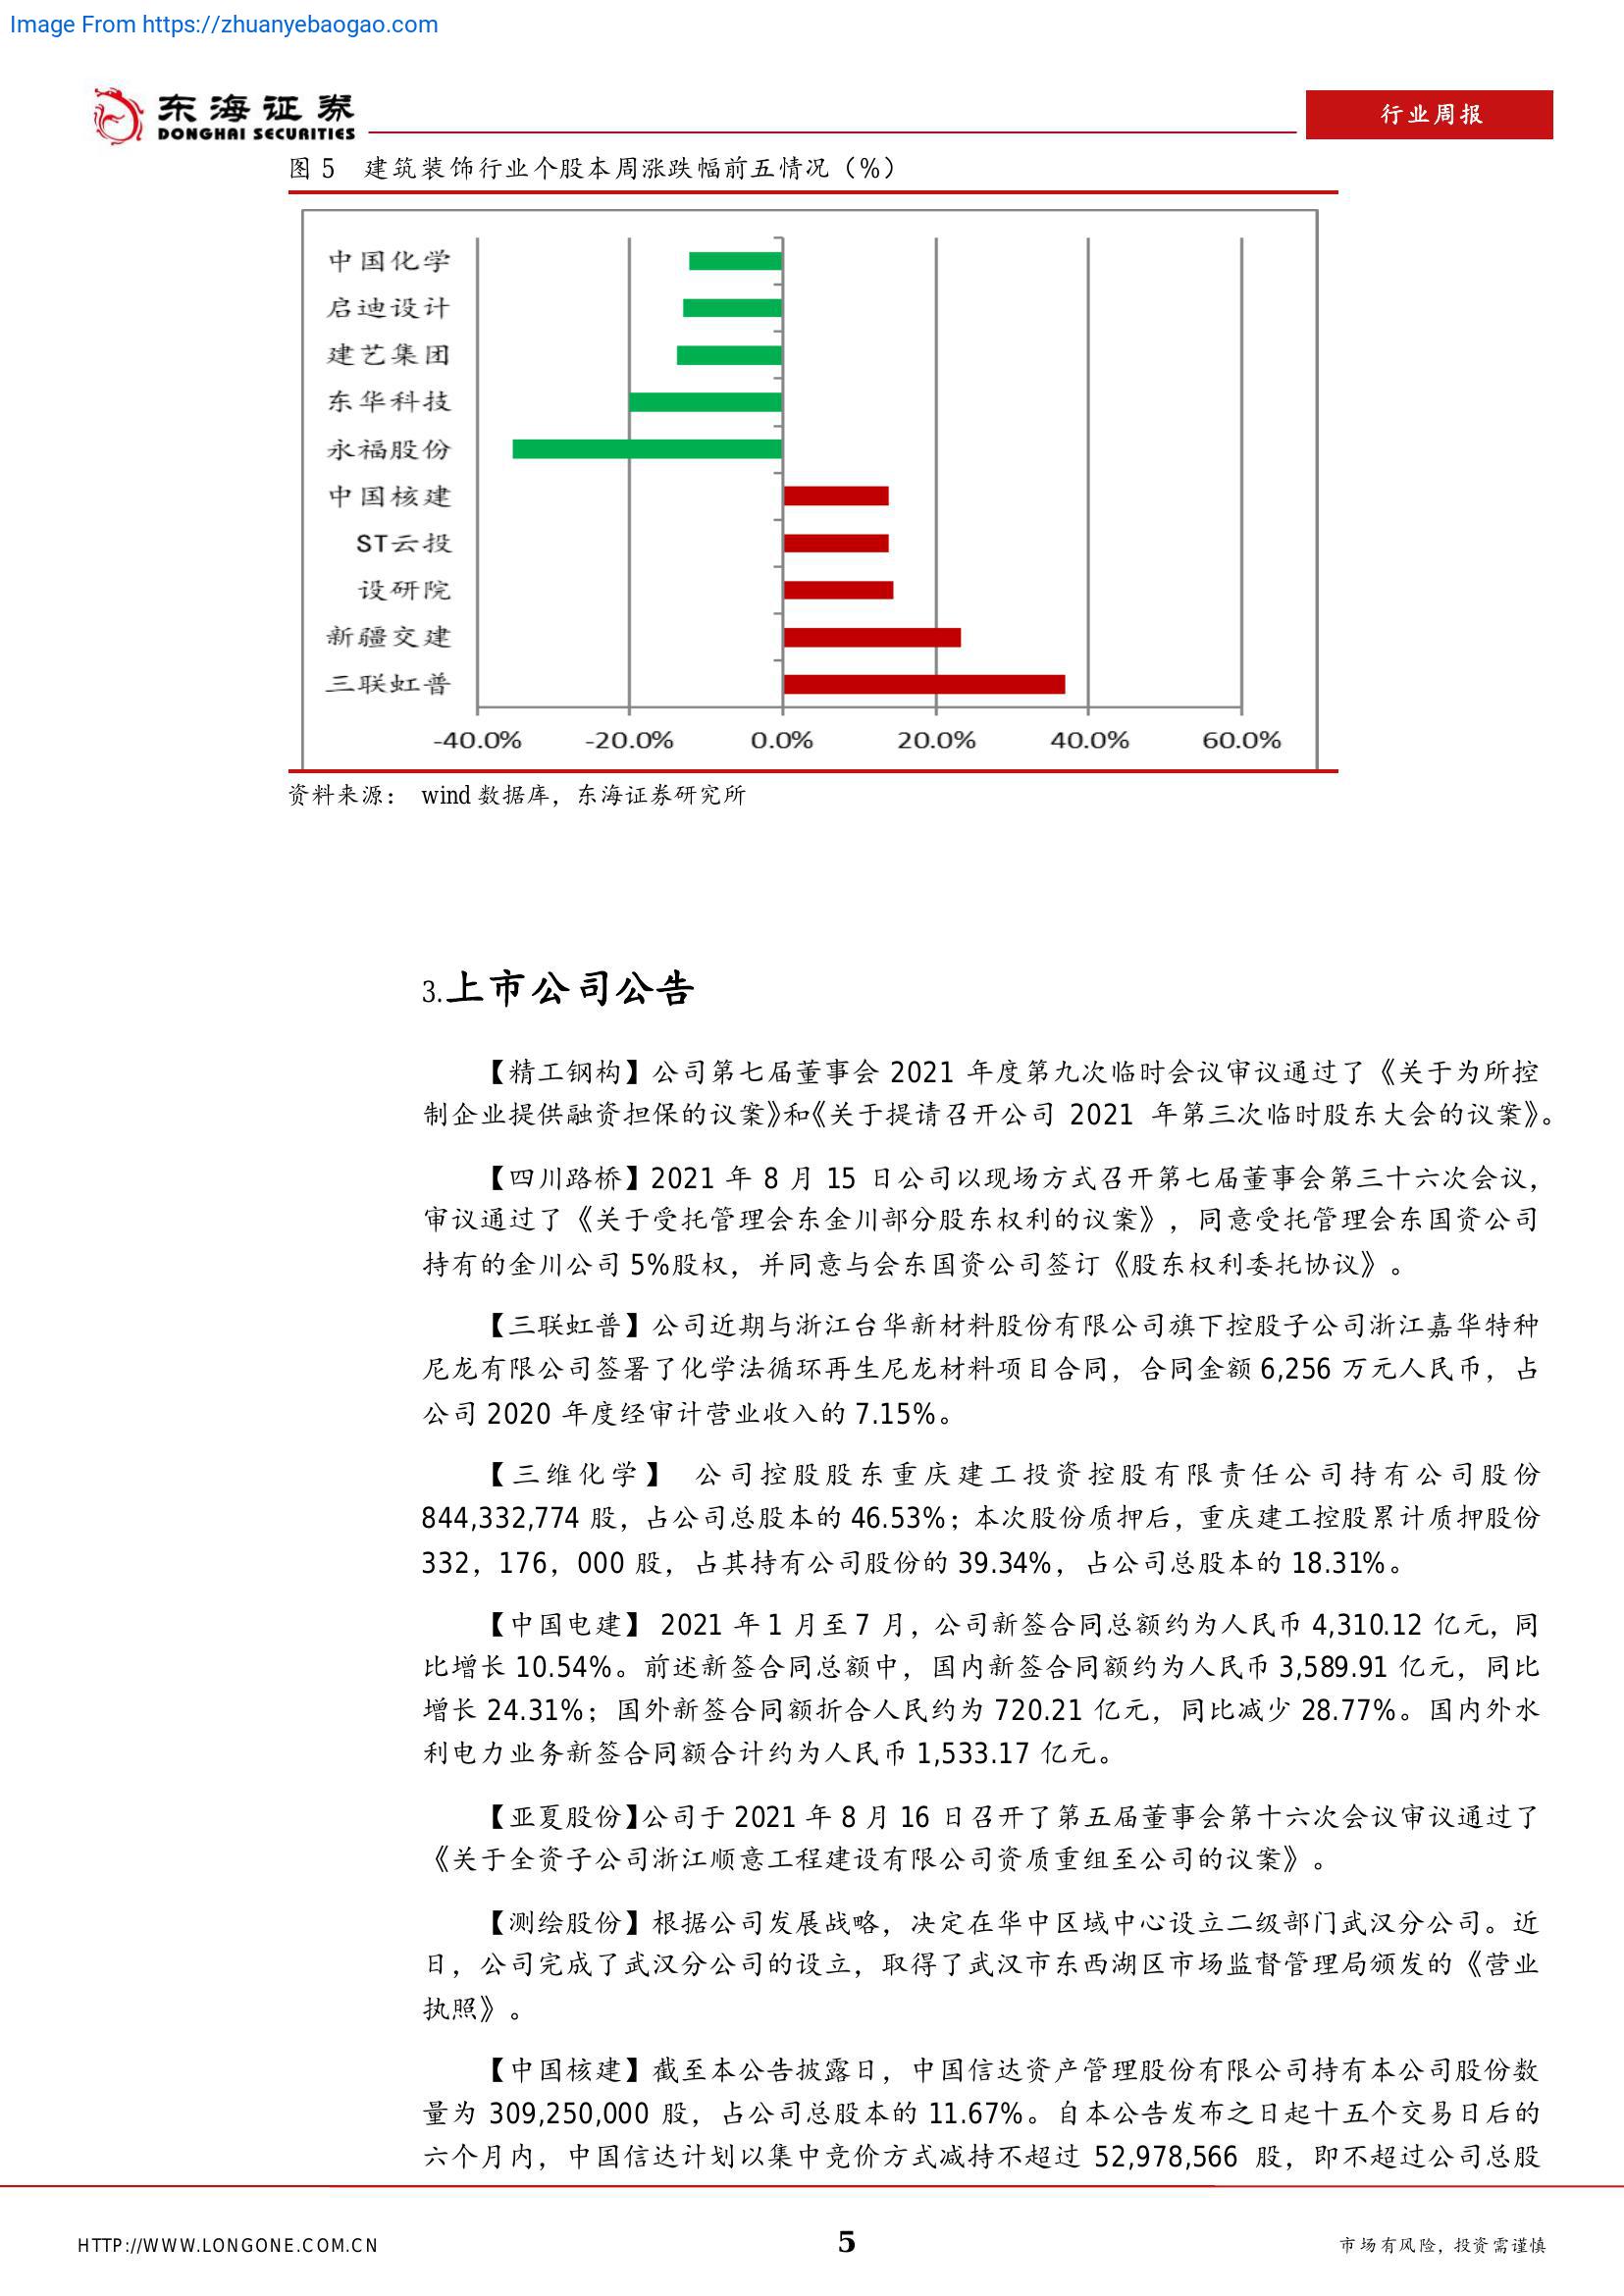 Image From https://zhuanyebaogao.com
东海证券
DONGHAI SECURITIES
行业周报
图 5 建筑装饰行业个股本周涨跌幅前五情况（%）
中国化学
启迪设计
建艺集团
东华科技
永福股份
中国核建
ST云投
设研院
新疆交建
三联虹普
-40.0% -20.0% 0.0% 20.0% 40.0% 60.0%
资料来源： wind 数据库，东海证券研究所
3.上市公司公告
【精工钢构】公司第七届董事会 2021 年度第九次临时会议审议通过了《关于为所控
制企业提供融资担保的议案》和《关于提请召开公司 2021 年第三次临时股东大会的议案》。
【四川路桥】2021 年 8 月 15 日公司以现场方式召开第七届董事会第三十六次会议，
审议通过了《关于受托管理会东金川部分股东权利的议案》，同意受托管理会东国资公司
持有的金川公司 5%股权，并同意与会东国资公司签订《股东权利委托协议》。
【三联虹普】公司近期与浙江台华新材料股份有限公司旗下控股子公司浙江嘉华特种
尼龙有限公司签署了化学法循环再生尼龙材料项目合同，合同金额 6,256 万元人民币，占
公司 2020 年度经审计营业收入的 7.15%。
【三维化学】 公司控股股东重庆建工投资控股有限责任公司持有公司股份
844,332,774 股，占公司总股本的 46.53%；本次股份质押后，重庆建工控股累计质押股份
332，176，000 股，占其持有公司股份的 39.34%，占公司总股本的 18.31%。
【中国电建】 2021 年 1 月至 7 月，公司新签合同总额约为人民币 4,310.12 亿元，同
比增长 10.54%。前述新签合同总额中，国内新签合同额约为人民币 3,589.91 亿元，同比
增长 24.31%；国外新签合同额折合人民约为 720.21 亿元，同比减少 28.77%。国内外水
利电力业务新签合同额合计约为人民币 1,533.17 亿元。
【亚夏股份】公司于 2021 年 8 月 16 日召开了第五届董事会第十六次会议审议通过了
《关于全资子公司浙江顺意工程建设有限公司资质重组至公司的议案》。
【测绘股份】根据公司发展战略，决定在华中区域中心设立二级部门武汉分公司。近
日，公司完成了武汉分公司的设立，取得了武汉市东西湖区市场监督管理局颁发的《营业
执照》。
【中国核建】截至本公告披露日，中国信达资产管理股份有限公司持有本公司股份数
量为 309,250,000 股，占公司总股本的 11.67%。自本公告发布之日起十五个交易日后的
六个月内，中国信达计划以集中竞价方式减持不超过 52,978,566 股，即不超过公司总股
HTTP://WWW.LONGONE.COM.CN
5
市场有风险，投资需谨慎